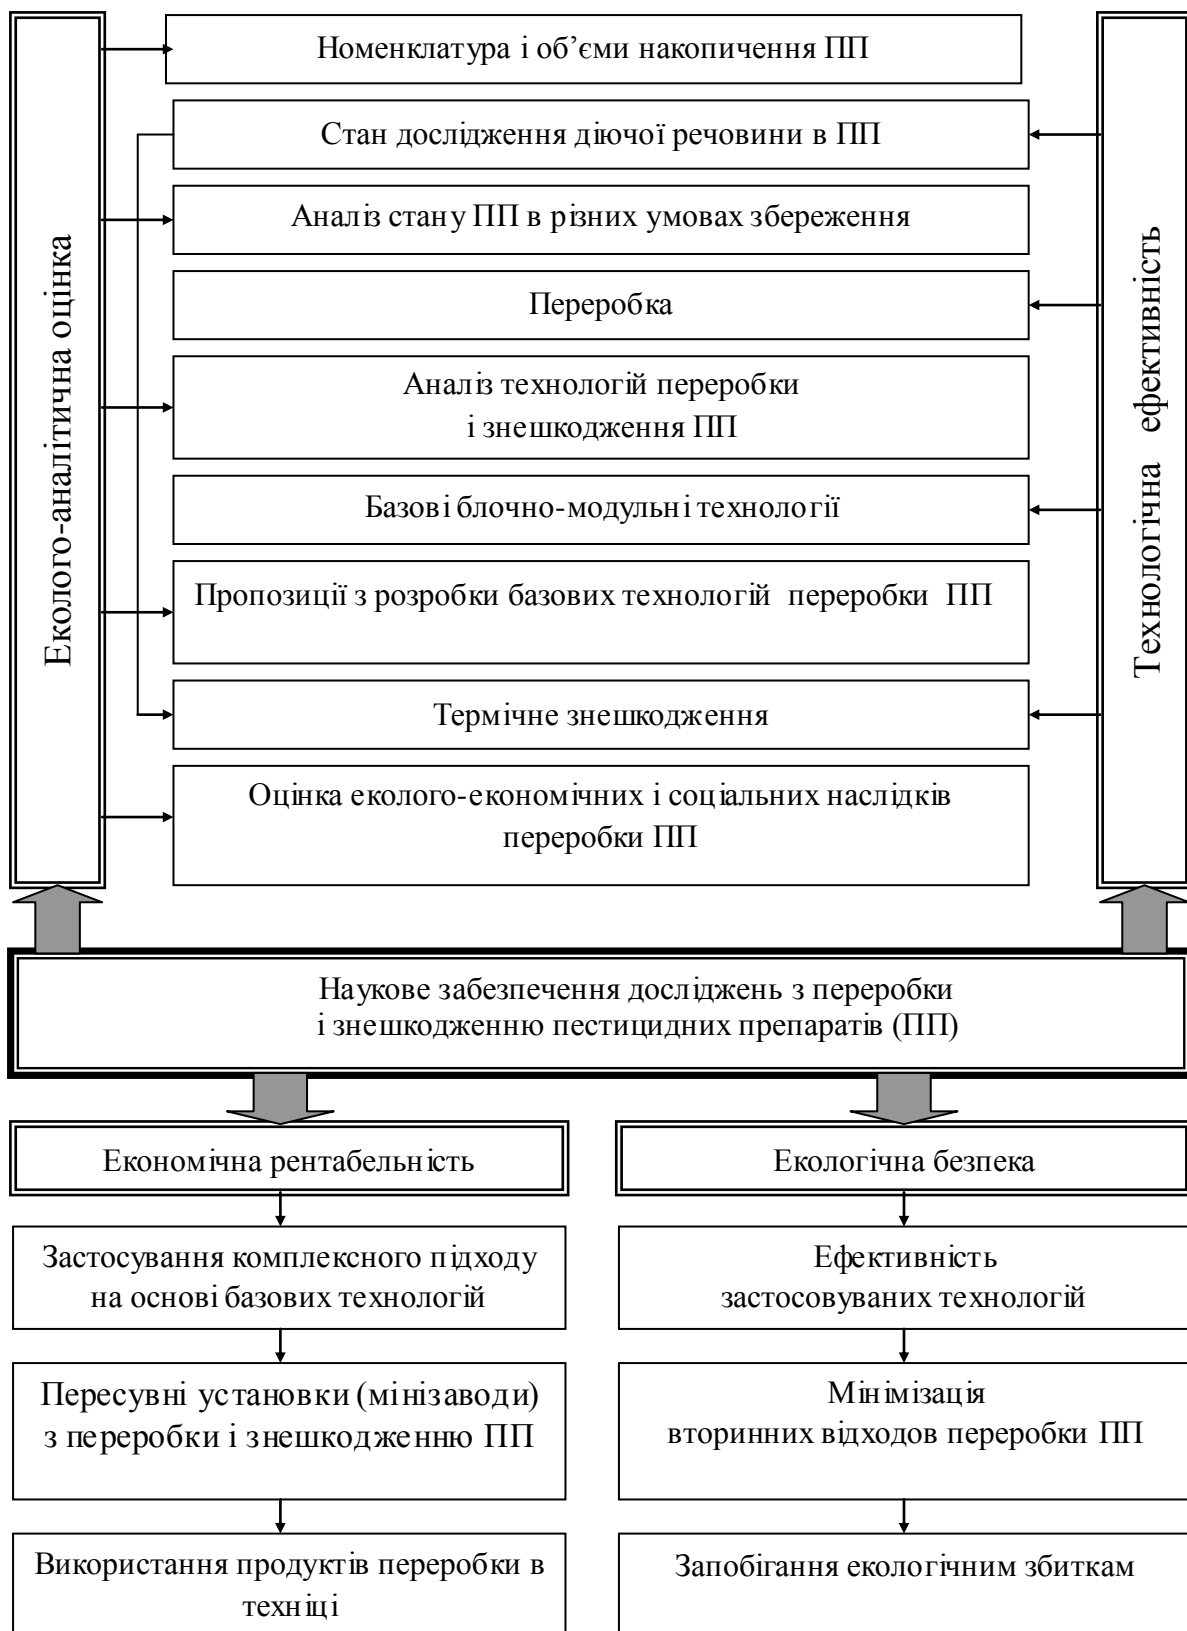 Номенклатура і об’єми накопичення ПП
Стан дослідження діючої речовини в ПП
Аналіз стану ПП в різних умовах збереження
Переробка
Аналіз технологій переробки
і знешкодження ПП
Базові блочно-модульні технології
Пропозиції з розробки базових технологій переробки ПП
Термічне знешкодження
Оцінка еколого-економічних і соціальних наслідків
переробки ПП
Еколого-аналітична оцінка
Технологічна ефективність
Наукове забезпечення досліджень з переробки
і знешкодженню пестицидних препаратів (ПП)
Економічна рентабельність
Застосування комплексного підходу
на основі базових технологій
Пересувні установки (мінізаводи)
з переробки і знешкодженню ПП
Використання продуктів переробки в
техніці
Екологічна безпека
Ефективність
застосовуваних технологій
Мінімізація
вторинних відходів переробки ПП
Запобігання екологічним збиткам